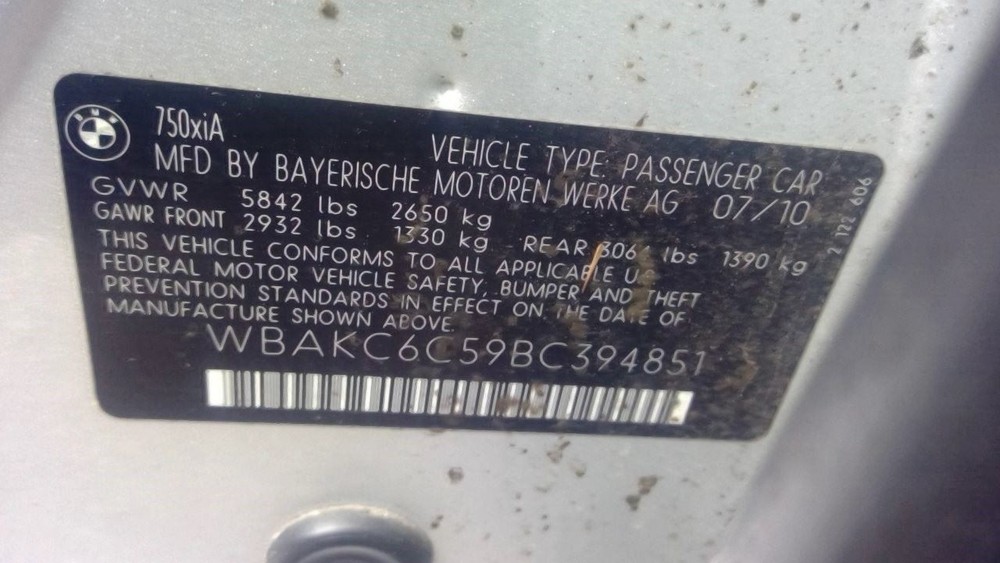 BMW
750xiA
VEHICLE TYPE: PASSENGER CAR
MFD BY BAYERISCHE MOTOREN WERKE AG 07/10
GVWR 5842 lbs 2650 kg
GAWR FRONT 2932 lbs 1330 kg REAR lbs 1390 kg
THIS VEHICLE CONFORMS TO ALL APPLICABLE
FEDERAL MOTOR VEHICLE SAFETY, BUMPER AND THEFT
PREVENTION STANDARDS IN EFFECT ON THE DATE OF
MANUFACTURE SHOWN ABOVE.
WBAKC6C59BC394851
2 122 606